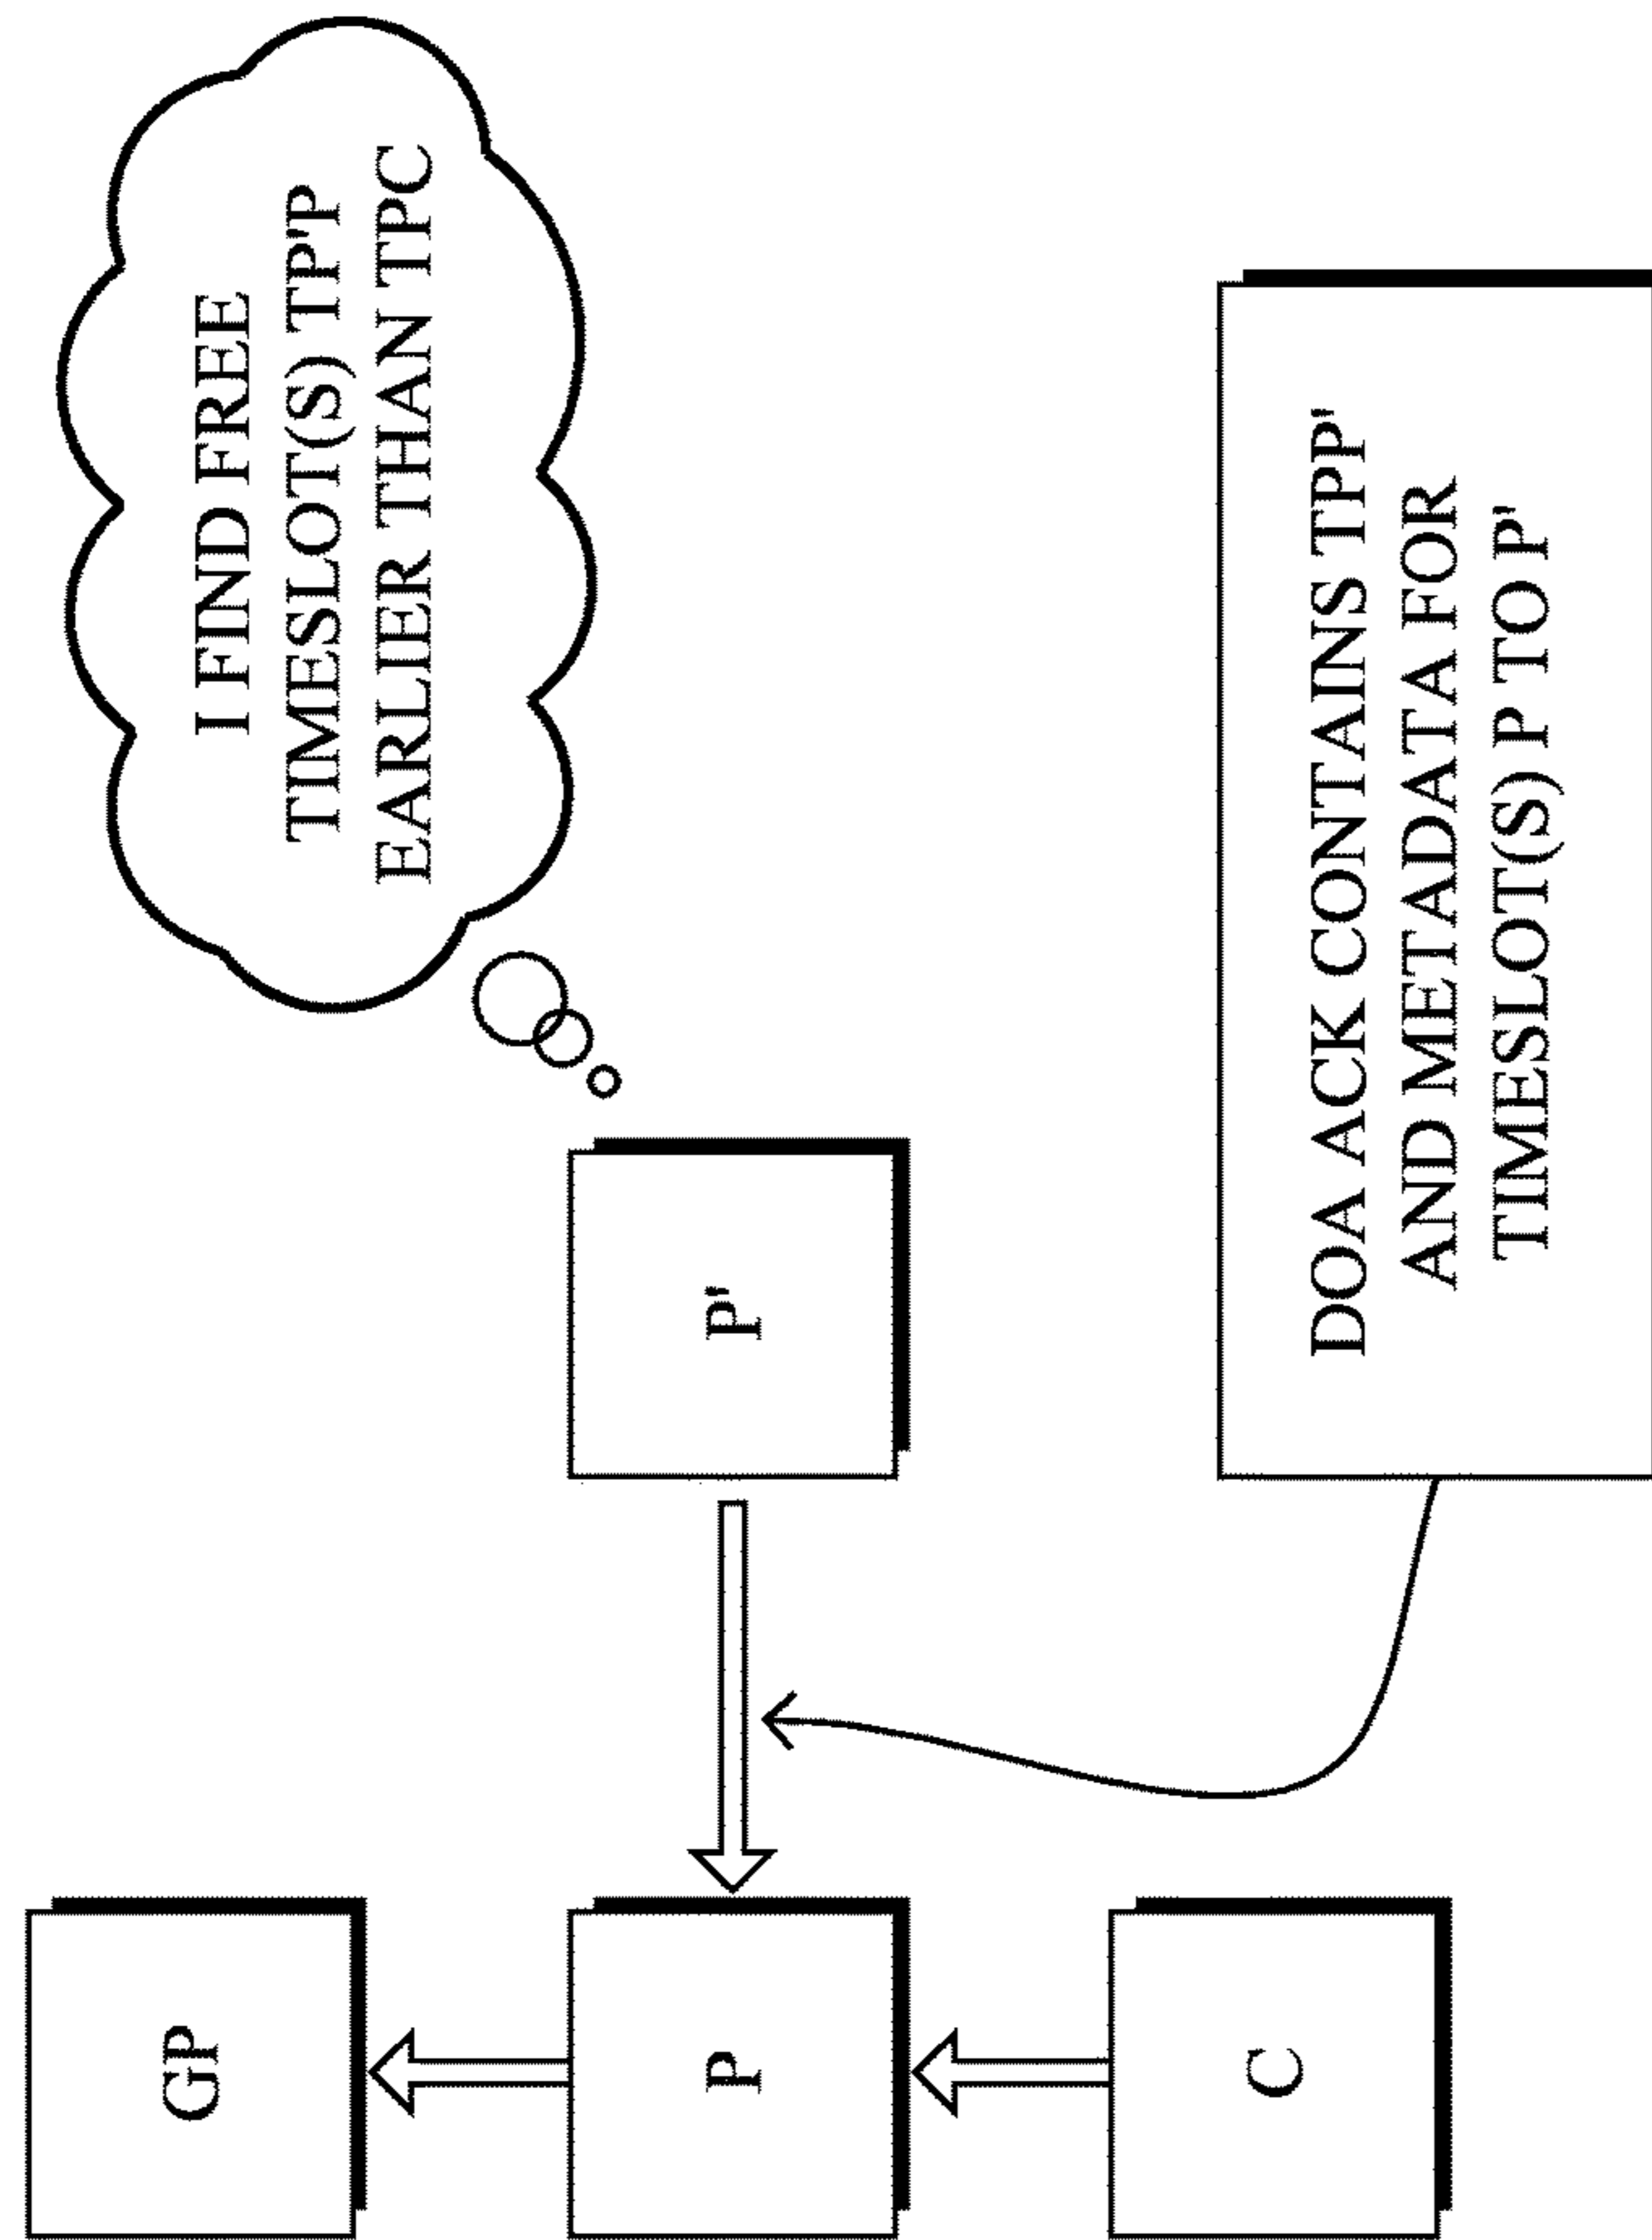 GP
I FIND FREE
TIMESLOT(S) TP'P
EARLIER THAN TPC
P
P'
C
DOA ACK CONTAINS TPP'
AND METADATA FOR
TIMESLOT(S) P TO P'